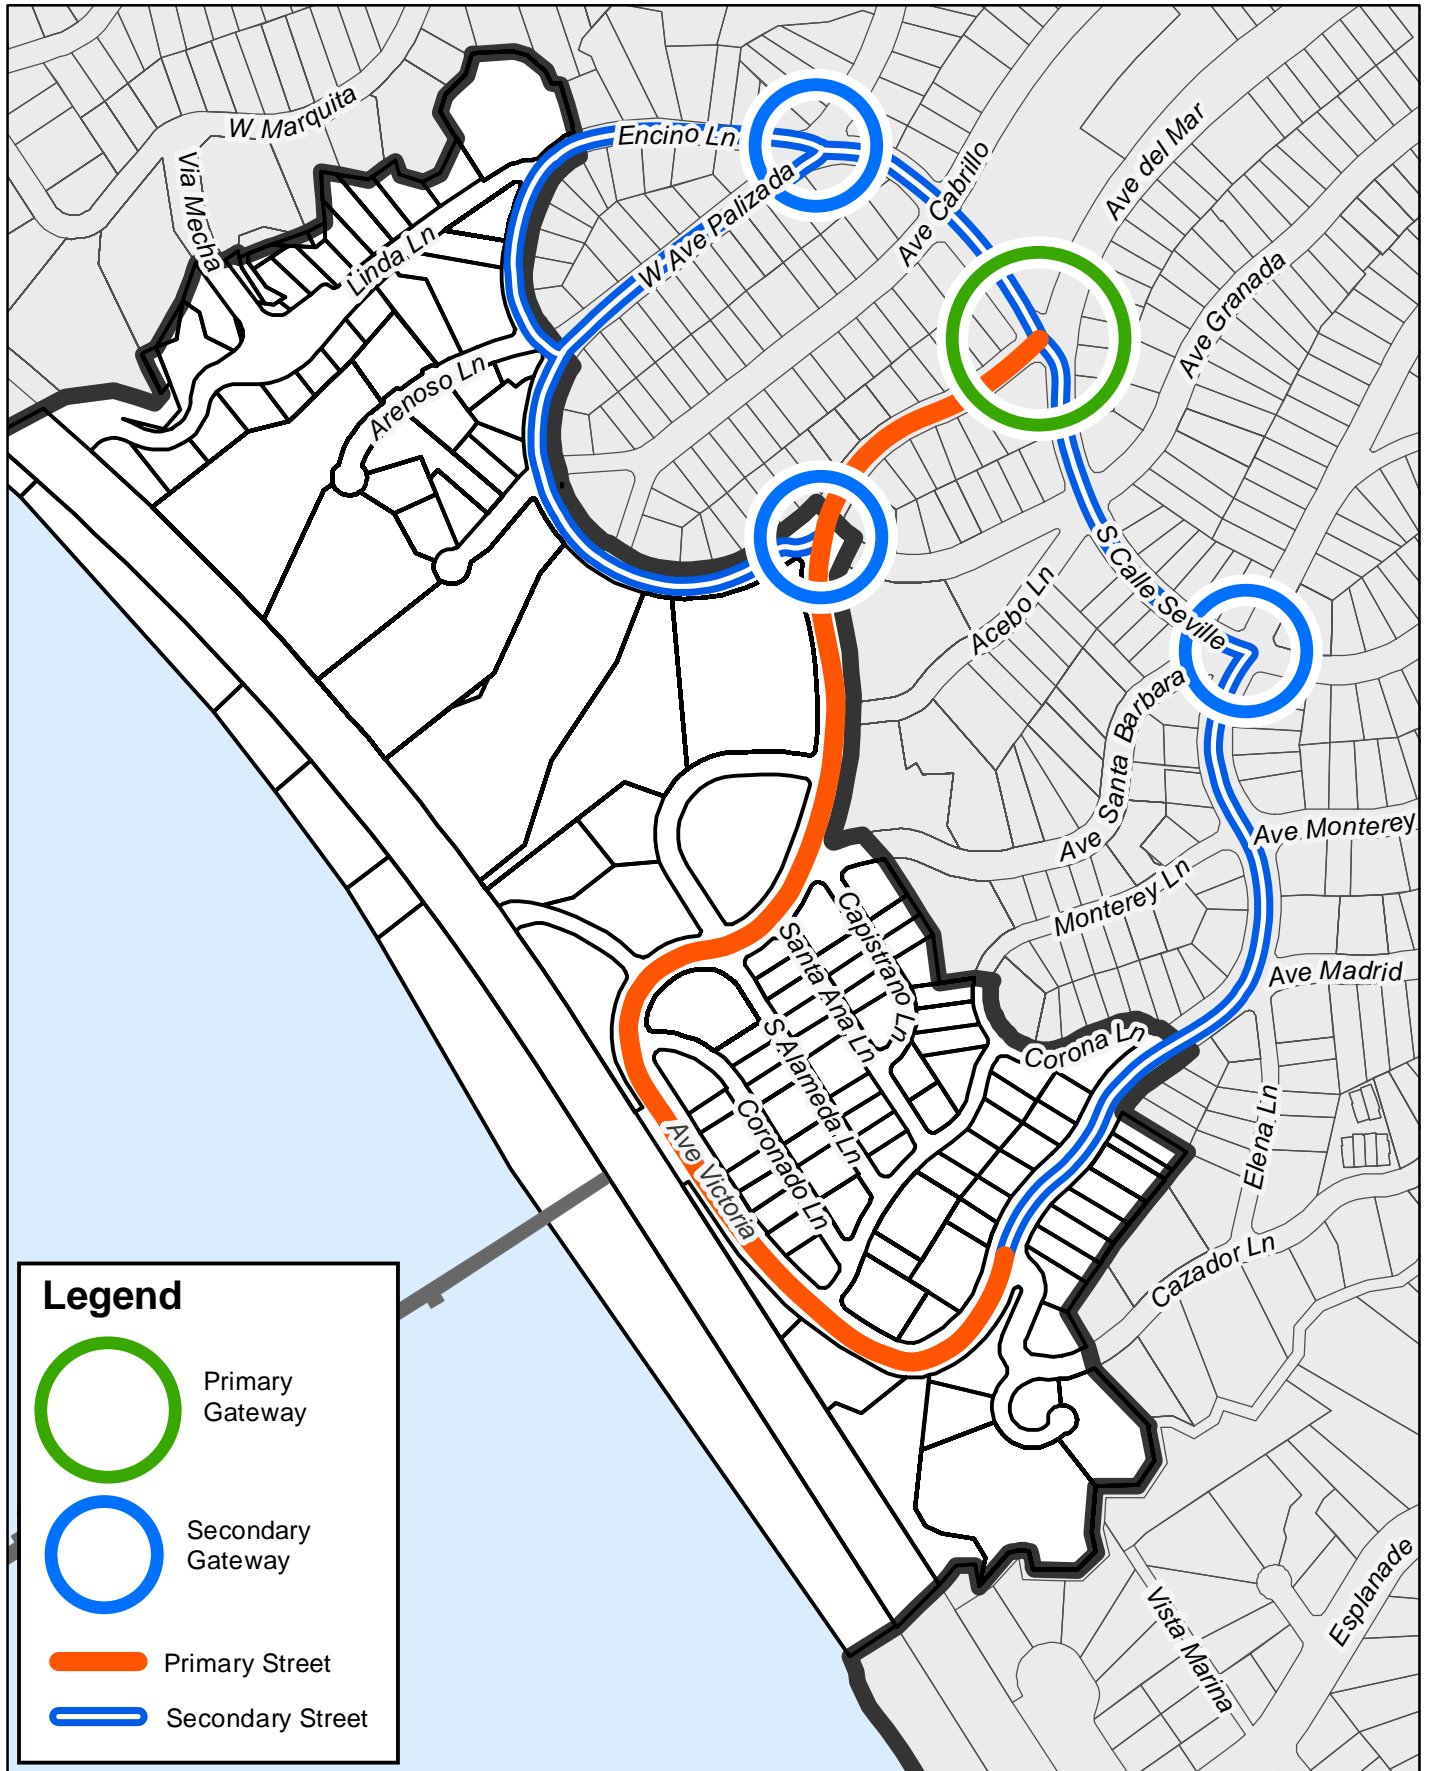 W Marquita
Via Mecha
Encino Ln
Linda Ln
W Ave Palizada
Ave Cabrillo
Ave del Mar
Ave Granada
Arenoso Ln
S Calle Seville
Acebo Ln
Ave Santa Barbara
Ave Monterey
Monterey Ln
Ave Madrid
Capistrano Ln
Santa Ana Ln
S Alameda Ln
Corona Ln
Coronado Ln
Ave Victoria
Elena Ln
Cazador Ln
Vista Marina
Esplanade
Legend
Primary
Gateway
Secondary
Gateway
Primary Street
Secondary Street